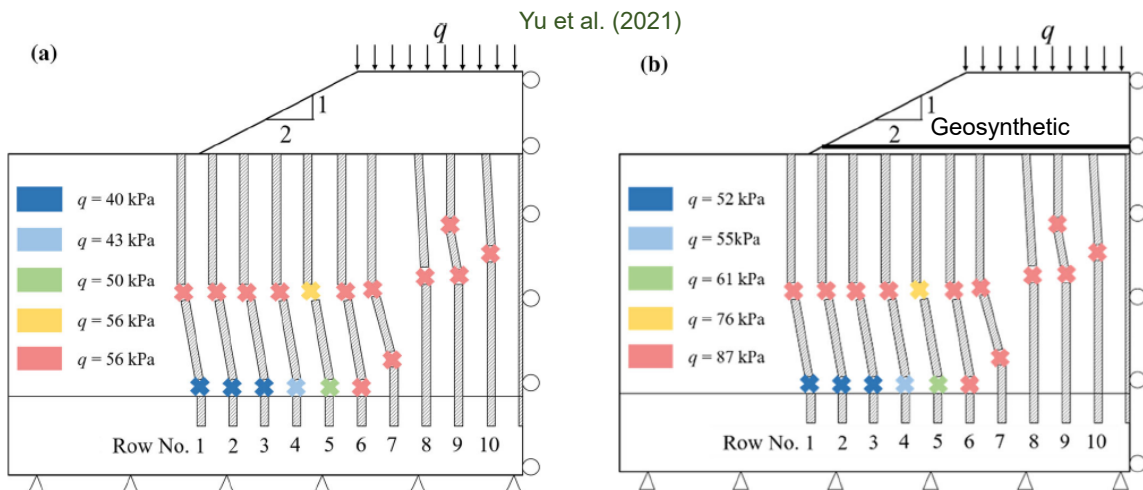 Yu et al. (2021)
(a)
q
1
2
q = 40 kPa
q = 43 kPa
q = 50 kPa
q = 56 kPa
q = 56 kPa
Row No. 1 2 3 4 5 6 7 8 9 10
(b)
q
1
2
Geosynthetic
q = 52 kPa
q = 55kPa
q = 61 kPa
q = 76 kPa
q = 87 kPa
Row No. 1 2 3 4 5 6 7 8 9 10